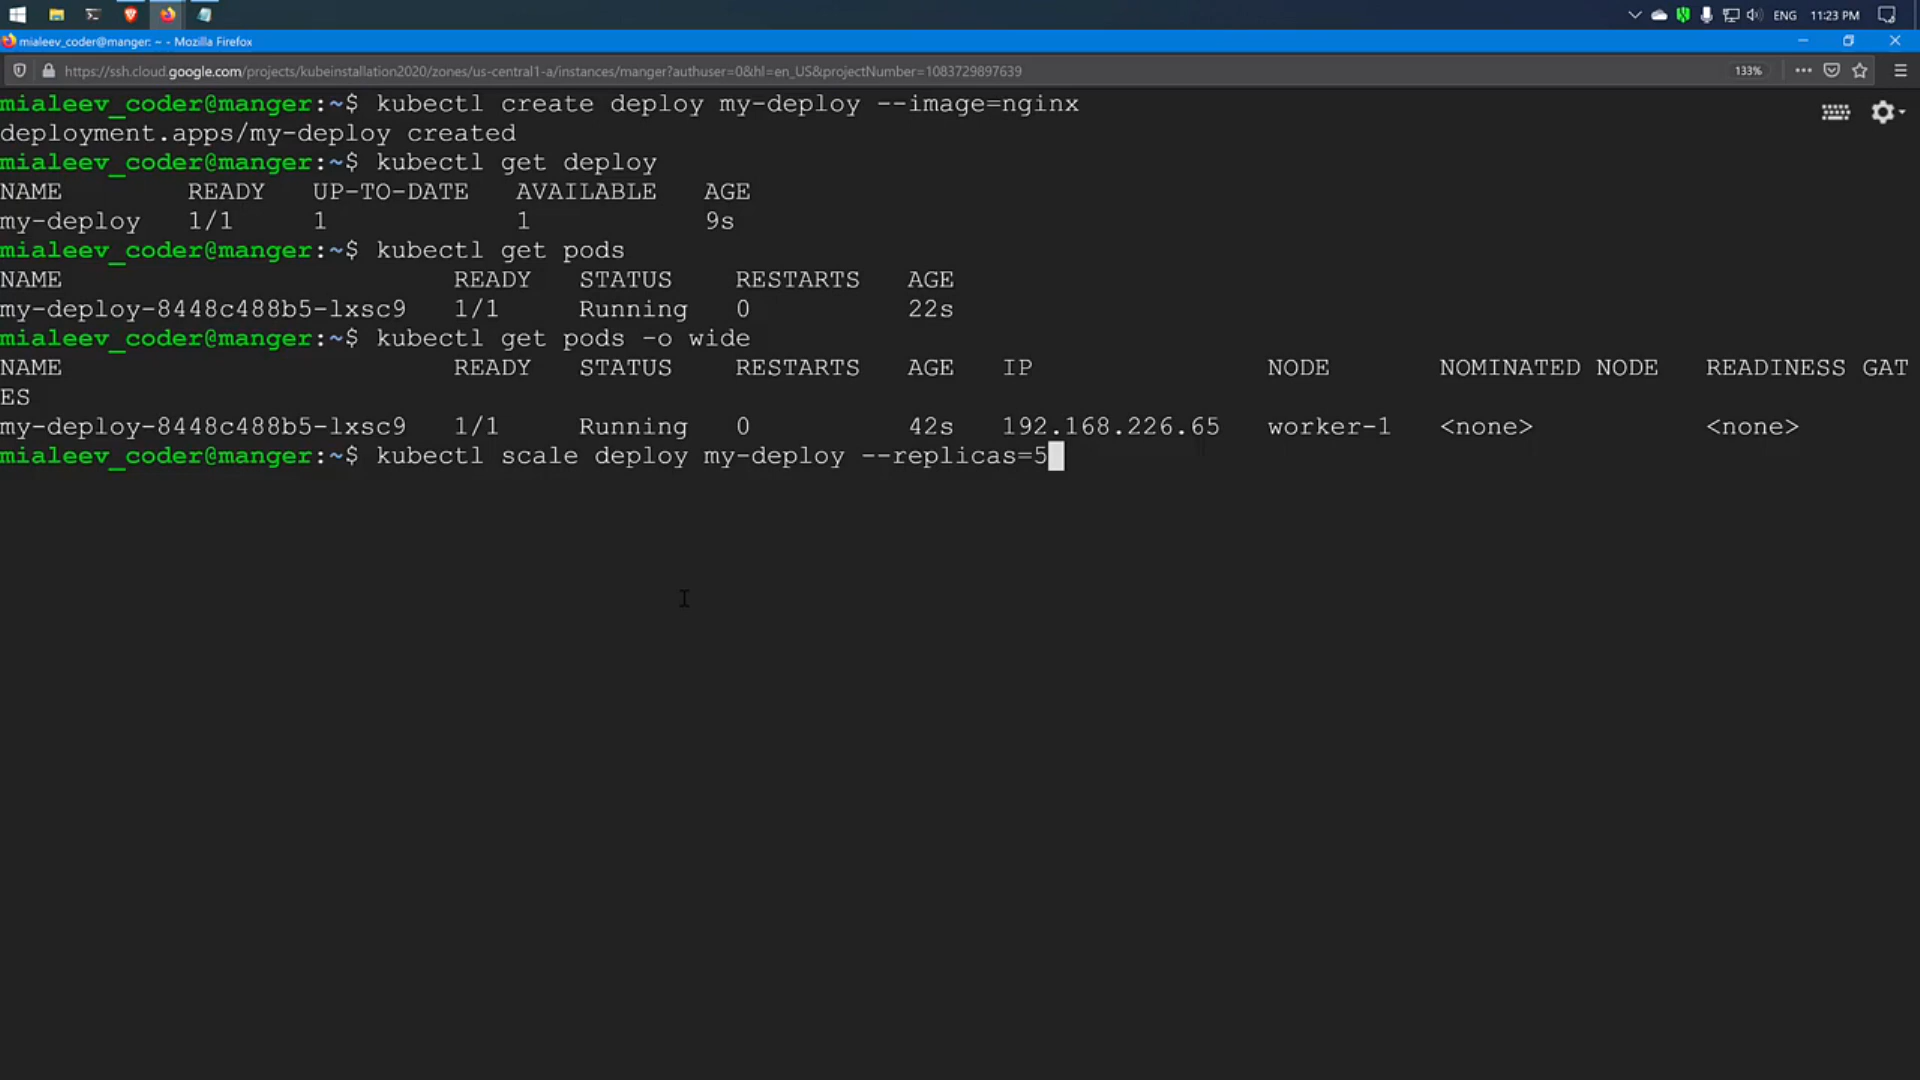 ENG 11:23 PM
mialeev_coder@manger: ~ - Mozilla Firefox
https://ssh.cloud.google.com/projects/kubeinstallation2020/zones/us-central1-a/instances/manger?authuser=0&hl=en_US&projectNumber=1083729897639 133%
mialeev_coder@manger:~$ kubectl create deploy my-deploy --image=nginx
deployment.apps/my-deploy created
mialeev_coder@manger:~$ kubectl get deploy
NAME READY UP-TO-DATE AVAILABLE AGE
my-deploy 1/1 1 1 9s
mialeev_coder@manger:~$ kubectl get pods
NAME READY STATUS RESTARTS AGE
my-deploy-8448c488b5-lxsc9 1/1 Running 0 22s
mialeev_coder@manger:~$ kubectl get pods -o wide
NAME READY STATUS RESTARTS AGE IP NODE NOMINATED NODE READINESS GAT
ES
my-deploy-8448c488b5-lxsc9 1/1 Running 0 42s 192.168.226.65 worker-1 <none> <none>
mialeev_coder@manger:~$ kubectl scale deploy my-deploy --replicas=5